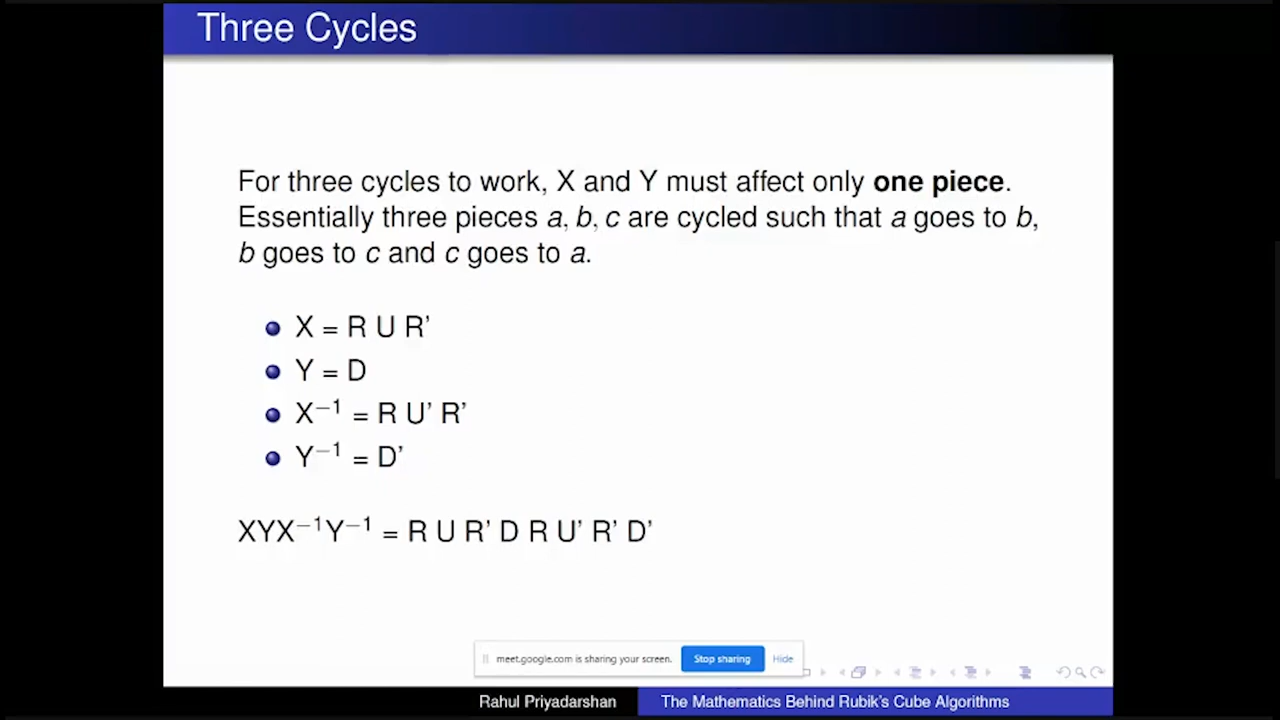 Three Cycles
For three cycles to work, X and Y must affect only one piece.
Essentially three pieces a, b, c are cycled such that a goes to b,
b goes to c and c goes to a.
X = R U R’
Y = D
X⁻¹ = R U’ R’
Y⁻¹ = D’
XYX⁻¹Y⁻¹ = R U R’ D R U’ R’ D’
meet.google.com is sharing your screen. Stop sharing Hide
Rahul Priyadarshan The Mathematics Behind Rubik’s Cube Algorithms